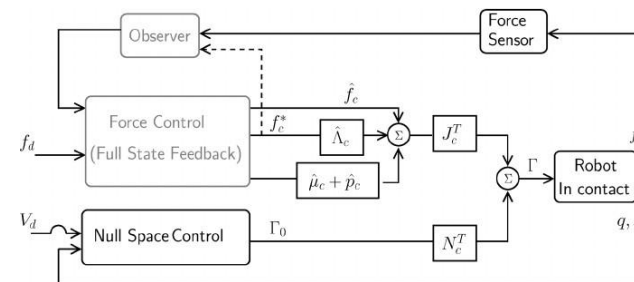 Observer
Force
Sensor
f̂_c
f_c^*
Force Control
(Full State Feedback)
Λ̂_c
Σ
J_c^T
f_d
μ̂_c + p̂_c
Σ
Γ
Robot
In contact
V_d
Null Space Control
Γ_0
N_c^T
q,